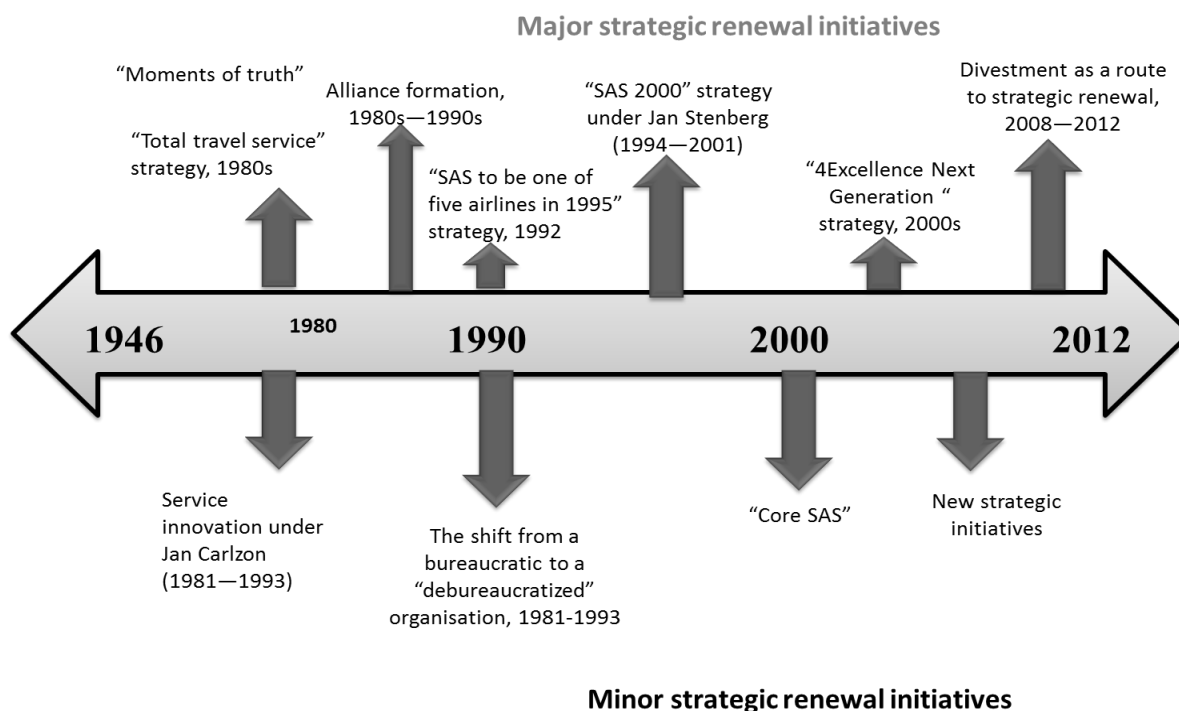 Major strategic renewal initiatives
“Moments of truth”
“Total travel service”
strategy, 1980s
Alliance formation,
1980s—1990s
“SAS to be one of
five airlines in 1995”
strategy, 1992
“SAS 2000” strategy
under Jan Stenberg
(1994—2001)
“4Excellence Next
Generation “
strategy, 2000s
Divestment as a route
to strategic renewal,
2008—2012
1946
1980
1990
2000
2012
Service
innovation under
Jan Carlzon
(1981—1993)
The shift from a
bureaucratic to a
“debureaucratized”
organisation, 1981-1993
“Core SAS”
New strategic
initiatives
Minor strategic renewal initiatives